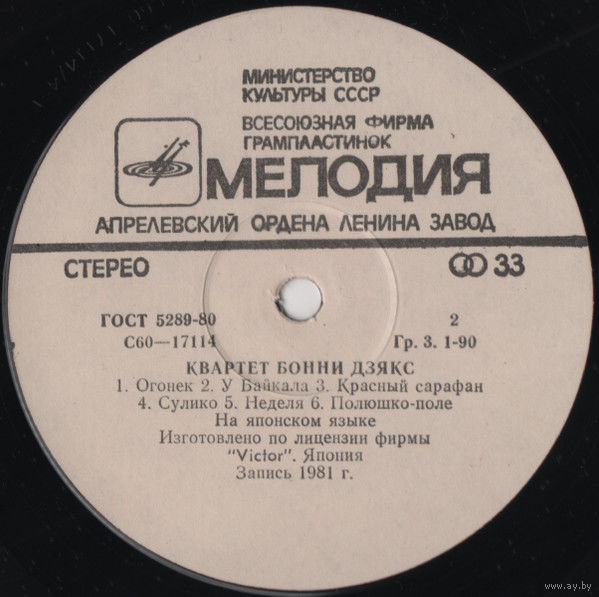 МИНИСТЕРСТВО
КУЛЬТУРЫ СССР
ВСЕСОЮЗНАЯ ФИРМА
ГРАМПЛАСТИНОК
МЕЛОДИЯ
АПРЕЛЕВСКИЙ ОРДЕНА ЛЕНИНА ЗАВОД
СТЕРЕО 33
ГОСТ 5289-80 2
С60—17114 Гр. 3. 1-90
КВАРТЕТ БОННИ ДЗЯКС
1. Огонек 2. У Байкала 3. Красный сарафан
4. Сулико 5. Неделя 6. Полюшко-поле
На японском языке
Изготовлено по лицензии фирмы
"Victor". Япония
Запись 1981 г.
www.ay.by